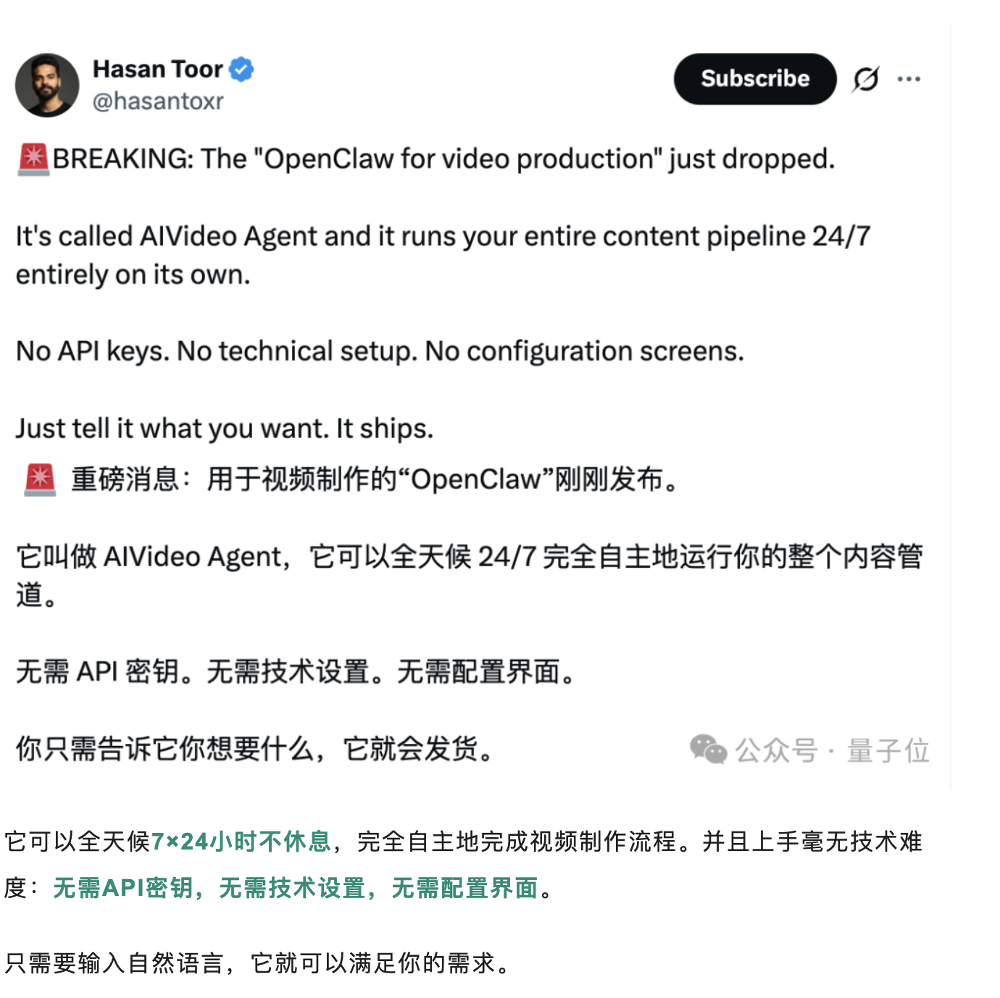 Hasan Toor
@hasantoxr
Subscribe
🚨BREAKING: The "OpenClaw for video production" just dropped.
It's called AIVideo Agent and it runs your entire content pipeline 24/7
entirely on its own.
No API keys. No technical setup. No configuration screens.
Just tell it what you want. It ships.
🚨 重磅消息：用于视频制作的“OpenClaw”刚刚发布。
它叫做 AIVideo Agent，它可以全天候 24/7 完全自主地运行你的整个内容管
道。
无需 API 密钥。无需技术设置。无需配置界面。
你只需告诉它你想要什么，它就会发货。
公众号 · 量子位
它可以全天候7×24小时不休息，完全自主地完成视频制作流程。并且上手毫无技术难
度：无需API密钥，无需技术设置，无需配置界面。
只需要输入自然语言，它就可以满足你的需求。